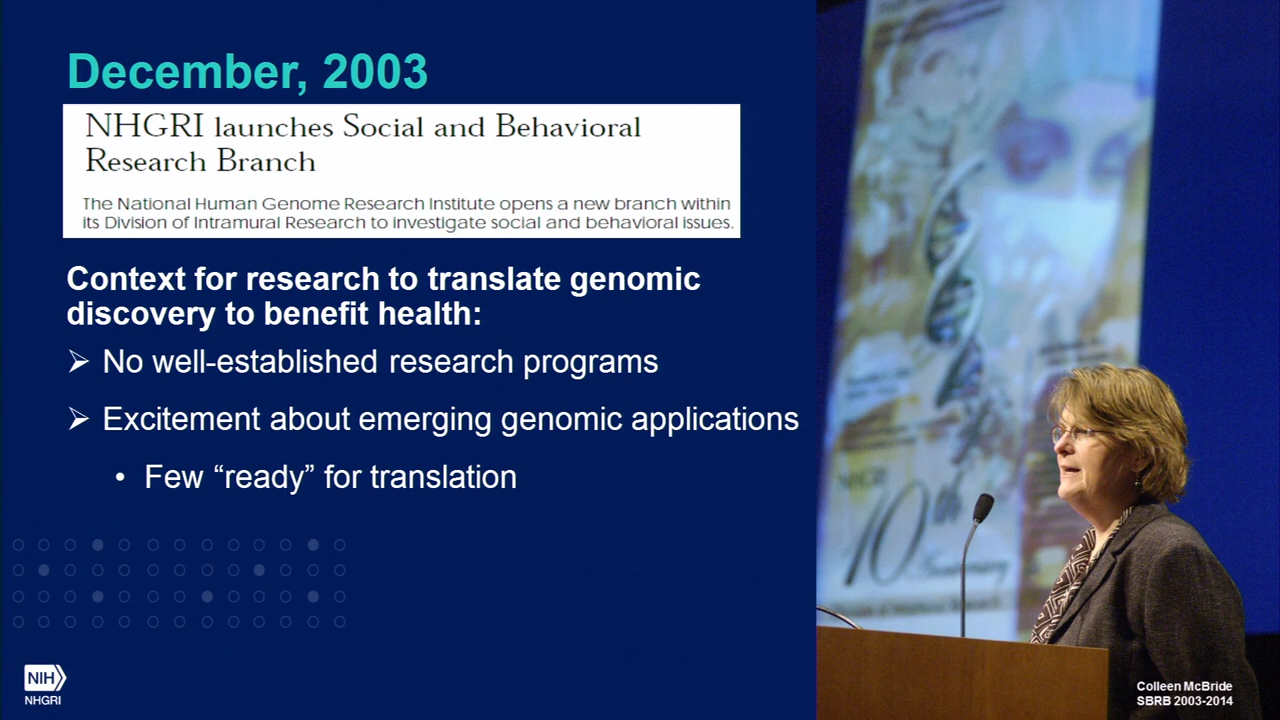 December, 2003
NHGRI launches Social and Behavioral
Research Branch
The National Human Genome Research Institute opens a new branch within
its Division of Intramural Research to investigate social and behavioral issues.
Context for research to translate genomic
discovery to benefit health:
➢ No well-established research programs
➢ Excitement about emerging genomic applications
• Few “ready” for translation
NIH
NHGRI
NHGRI
10th
Anniversary
Colleen McBride
SBRB 2003-2014